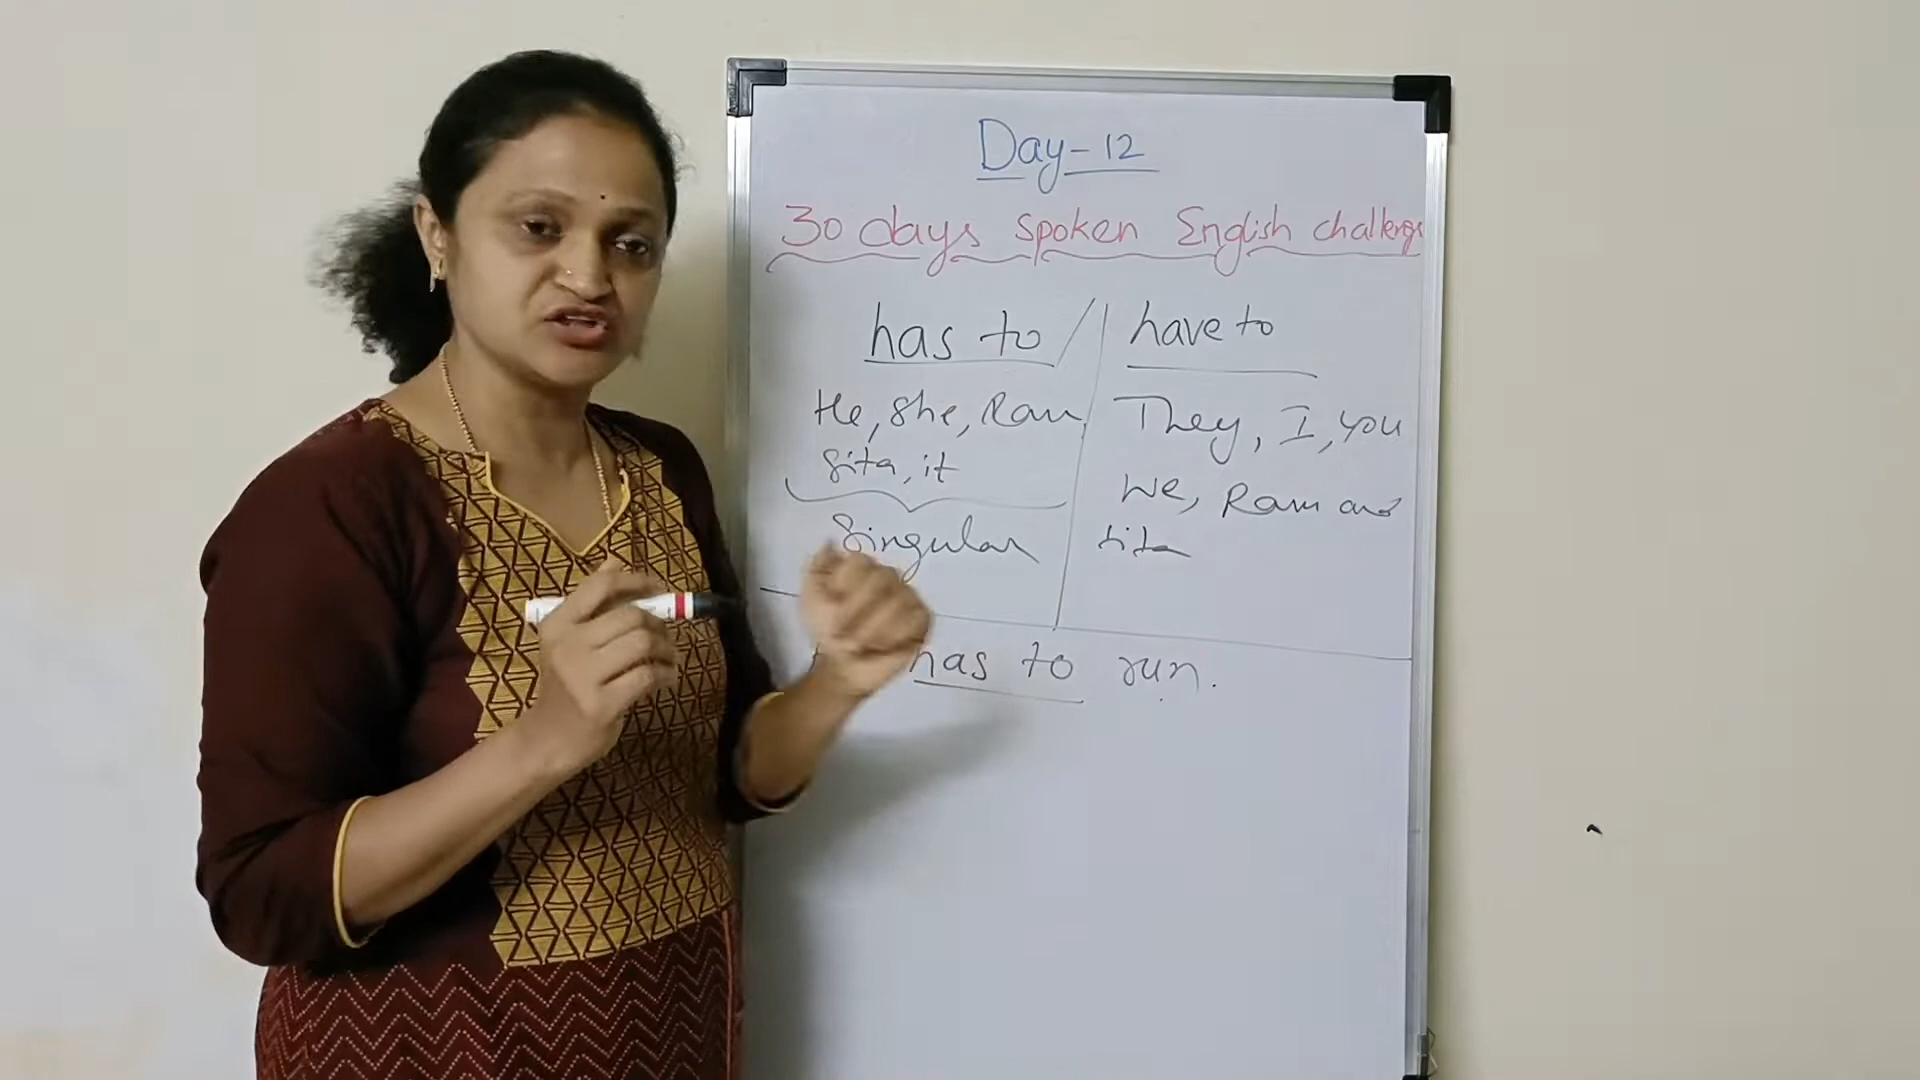 Day-12
30 days spoken English challenge
has to / have to
He, she, Ram, They, I, you
Sita, it We, Ram and
Singular Sita
has to run.